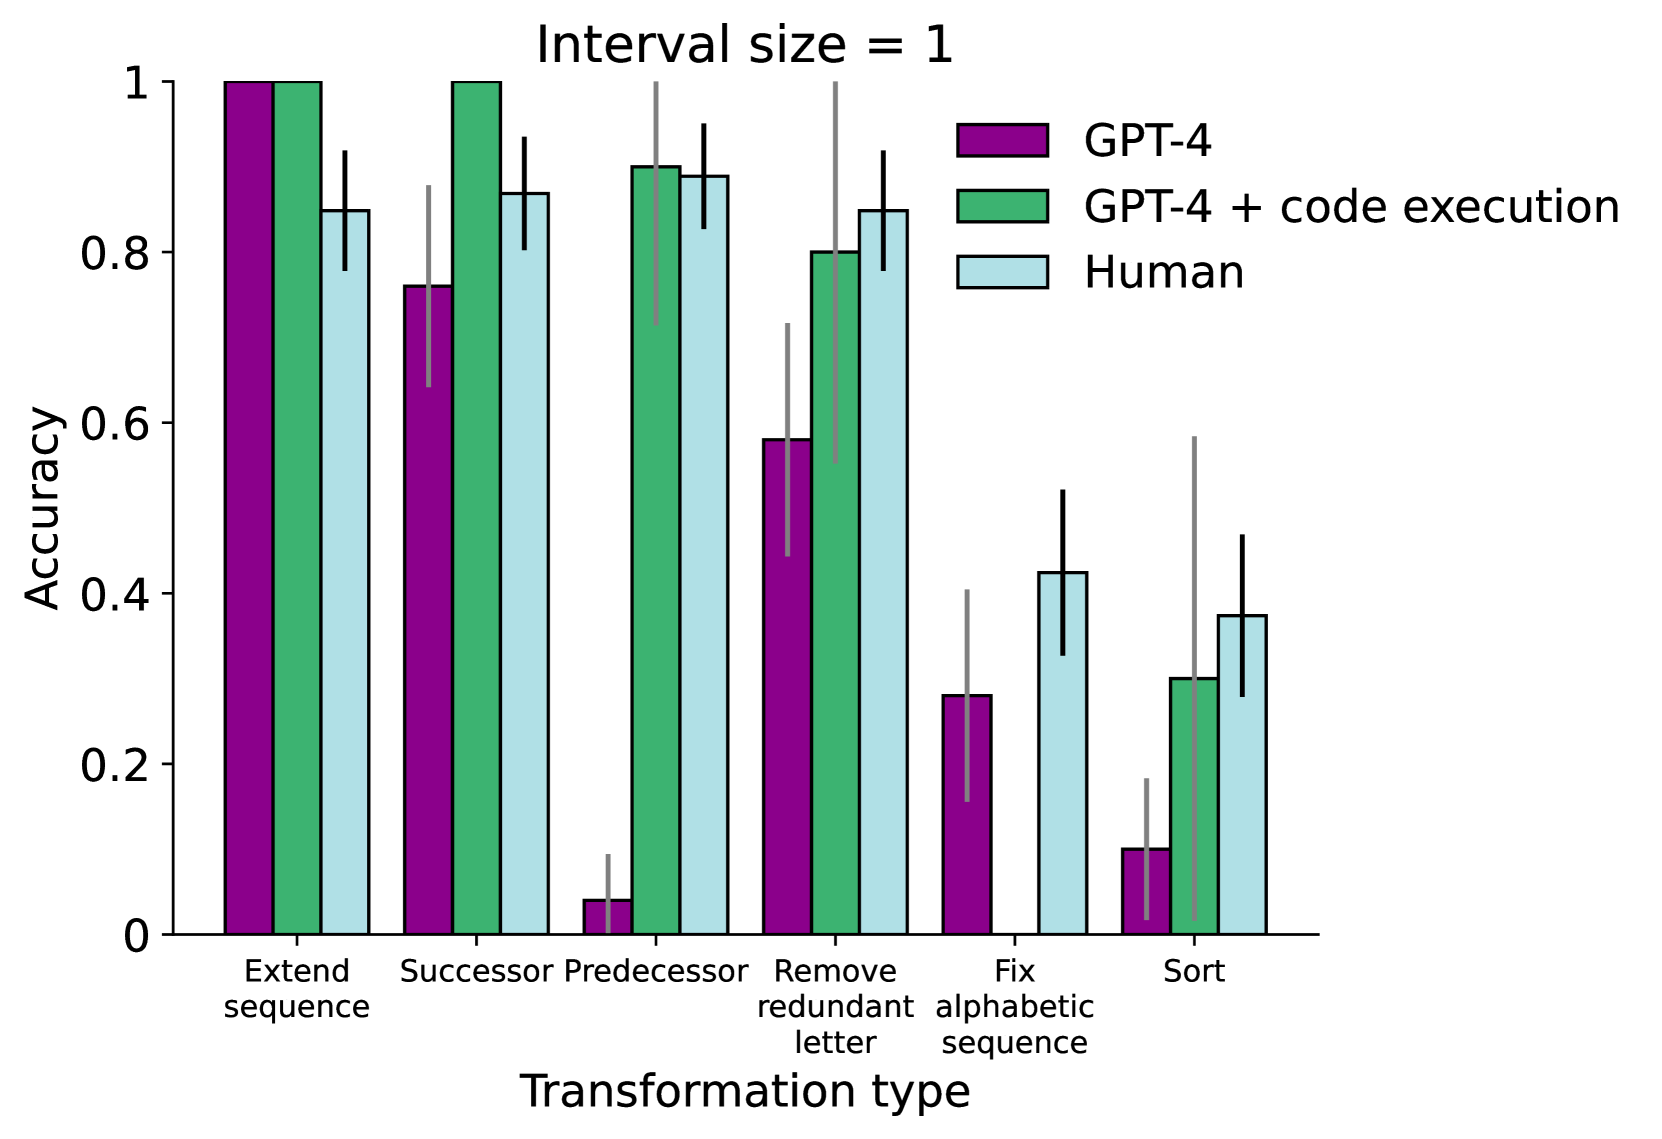 Interval size = 1
1
0.8
0.6
0.4
0.2
0
Accuracy
GPT-4
GPT-4 + code execution
Human
Extend
sequence
Successor
Predecessor
Remove
redundant
letter
Fix
alphabetic
sequence
Sort
Transformation type